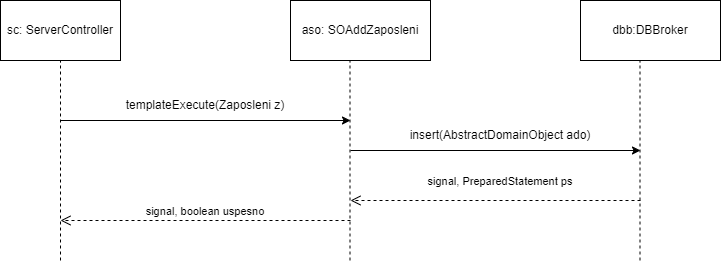 sc: ServerController
aso: SOAddZaposleni
dbb:DBBroker
templateExecute(Zaposleni z)
insert(AbstractDomainObject ado)
signal, PreparedStatement ps
signal, boolean uspesno